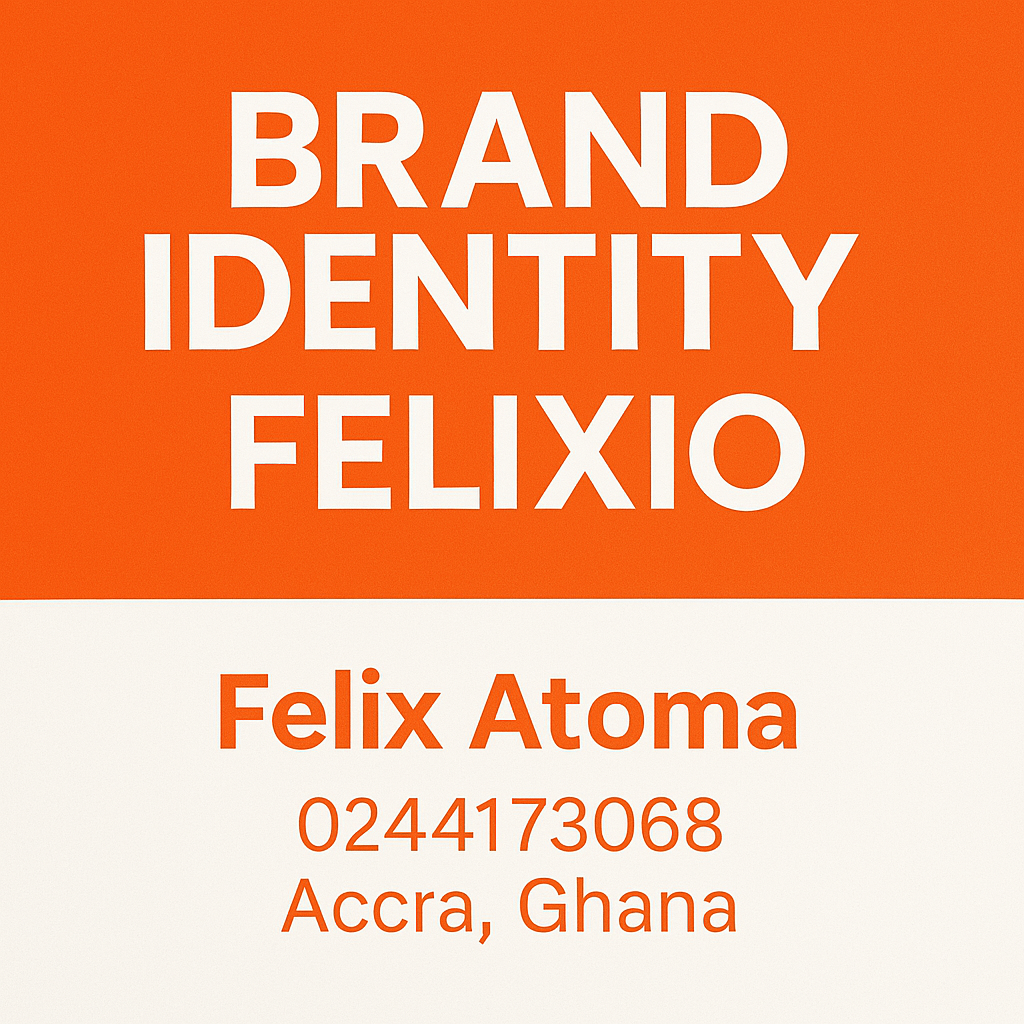 BRAND
IDENTITY
FELIXIO
Felix Atoma
0244173068
Accra, Ghana